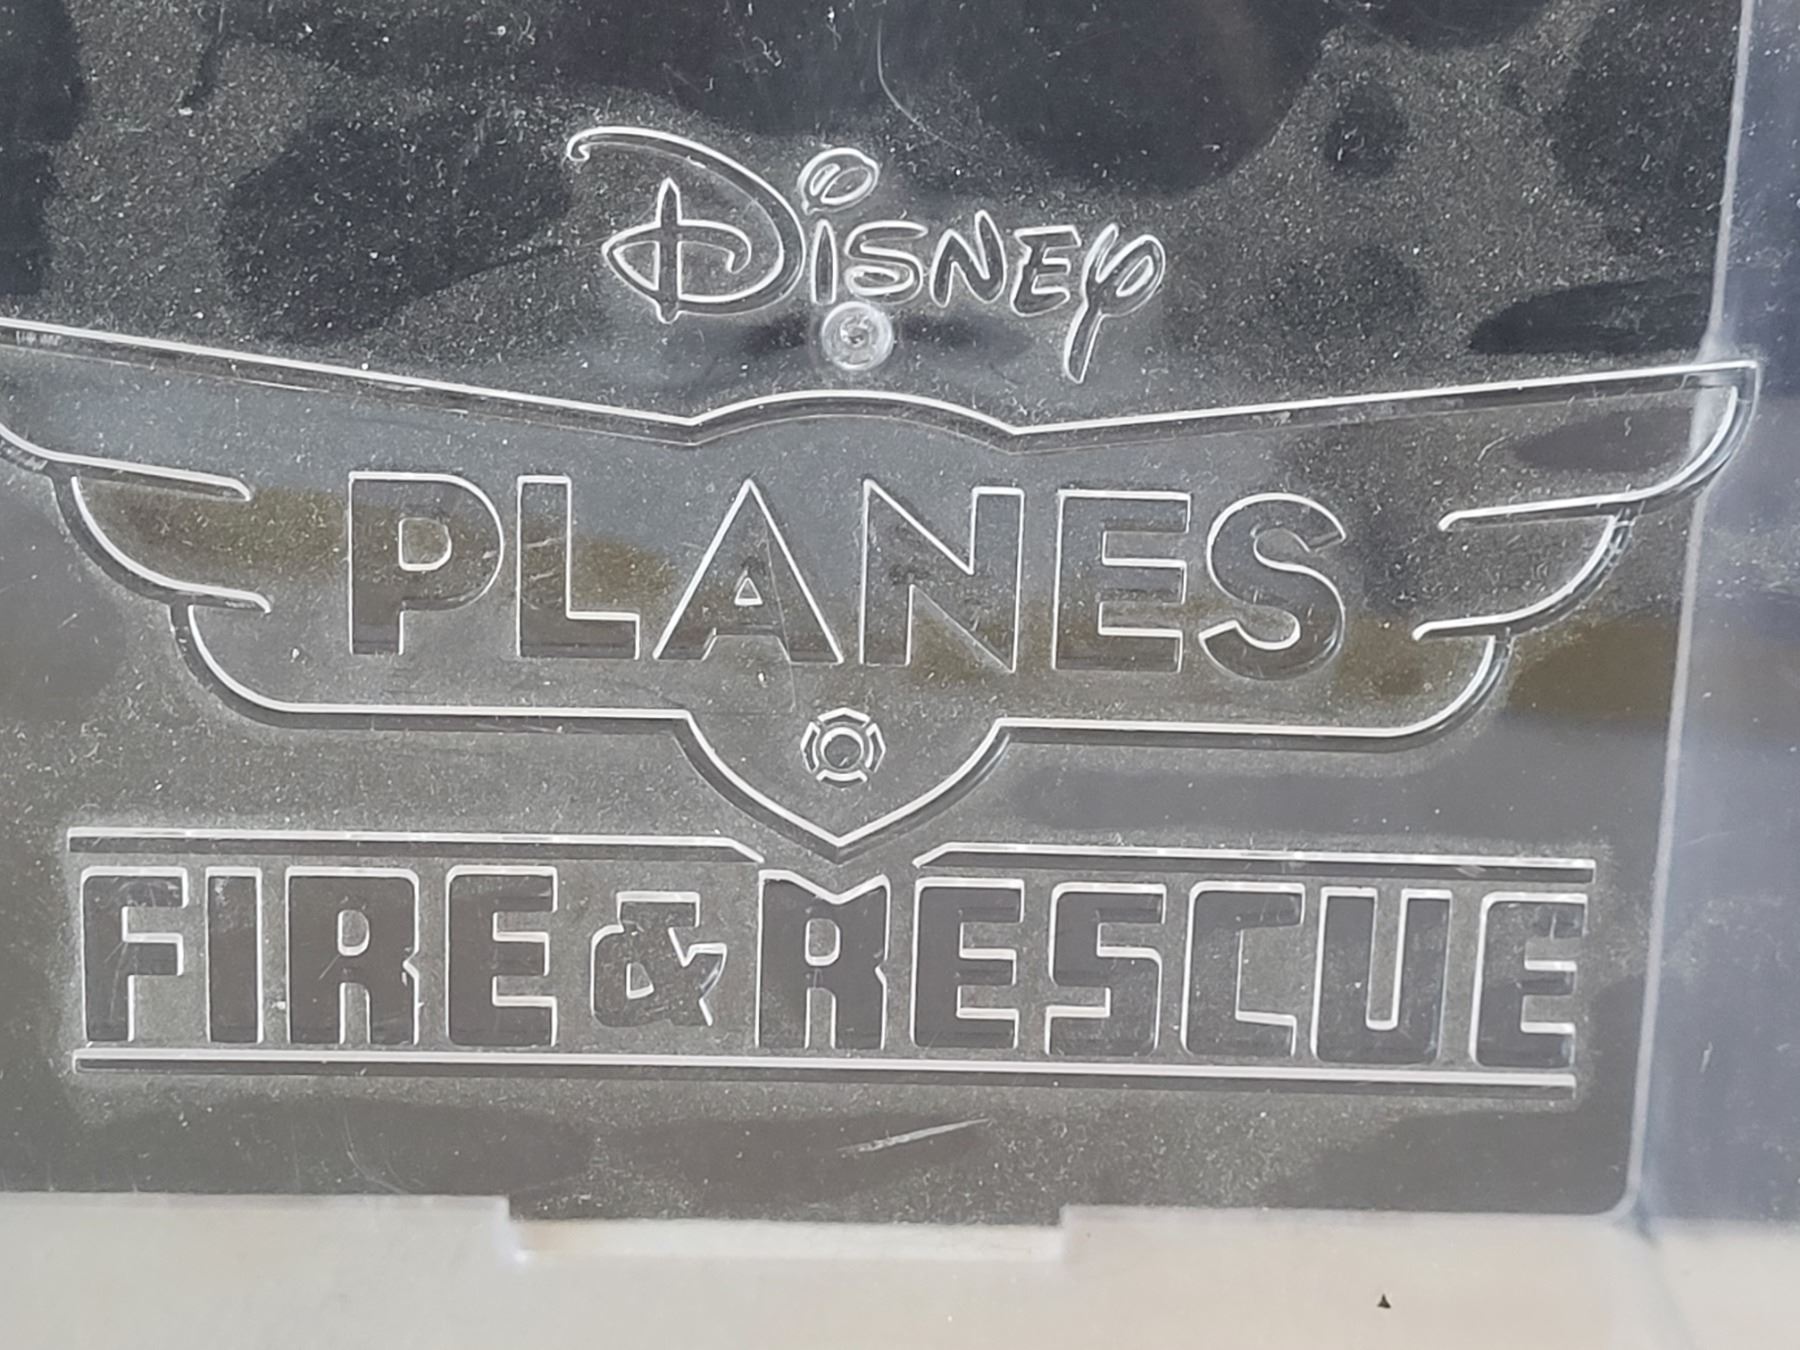 Disney
PLANES
FIRE & RESCUE